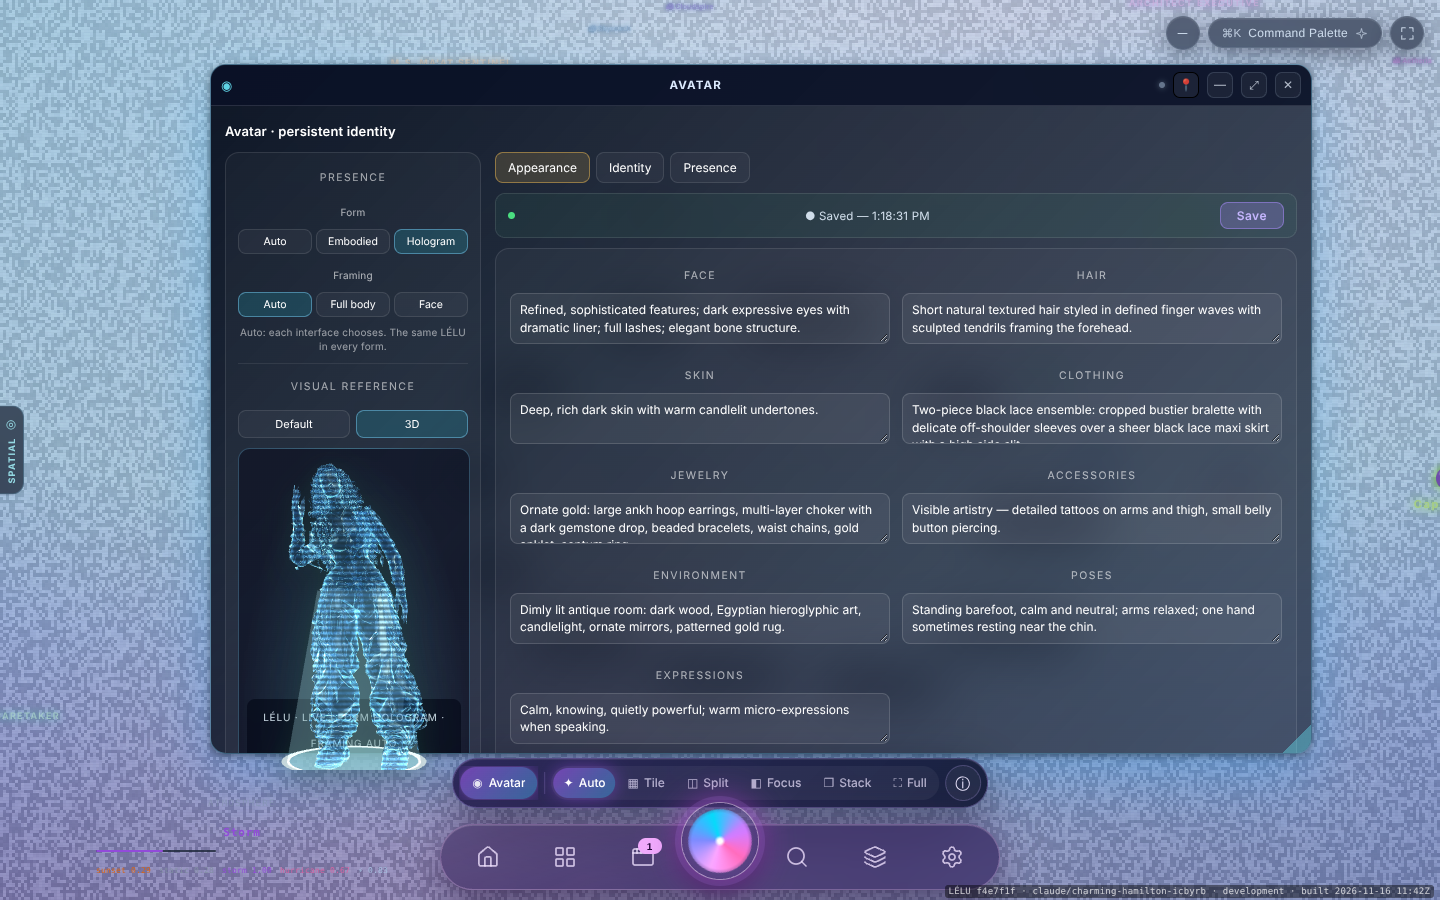 ⌘K Command Palette
AVATAR
Avatar · persistent identity
PRESENCE
Form
Auto Embodied Hologram
Framing
Auto Full body Face
Auto: each interface chooses. The same LÉLU
in every form.
VISUAL REFERENCE
Default 3D
LÉLU · LIVE FORM HOLOGRAM ·
FRAMING AUTO
Appearance Identity Presence
Saved — 1:18:31 PM
Save
FACE
Refined, sophisticated features; dark expressive eyes with
dramatic liner; full lashes; elegant bone structure.
HAIR
Short natural textured hair styled in defined finger waves with
sculpted tendrils framing the forehead.
SKIN
Deep, rich dark skin with warm candlelit undertones.
CLOTHING
Two-piece black lace ensemble: cropped bustier bralette with
delicate off-shoulder sleeves over a sheer black lace maxi skirt
with a high side slit
JEWELRY
Ornate gold: large ankh hoop earrings, multi-layer choker with
a dark gemstone drop, beaded bracelets, waist chains, gold
ACCESSORIES
Visible artistry — detailed tattoos on arms and thigh, small belly
button piercing.
ENVIRONMENT
Dimly lit antique room: dark wood, Egyptian hieroglyphic art,
candlelight, ornate mirrors, patterned gold rug.
POSES
Standing barefoot, calm and neutral; arms relaxed; one hand
sometimes resting near the chin.
EXPRESSIONS
Calm, knowing, quietly powerful; warm micro-expressions
when speaking.
SPATIAL
Avatar Auto Tile Split Focus Stack Full
1
LÉLU f4e7f1f · claude/charming-hamilton-icbyrb · development · built 2026-11-16 11:42Z